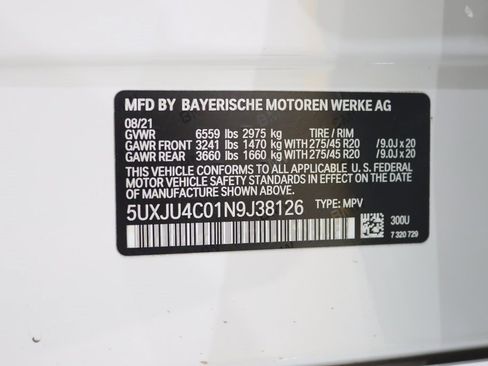 MFD BY BAYERISCHE MOTOREN WERKE AG
08/21
GVWR 6559 lbs 2975 kg TIRE / RIM
GAWR FRONT 3241 lbs 1470 kg WITH 275/45 R20 / 9.0J x 20
GAWR REAR 3660 lbs 1660 kg WITH 275/45 R20 / 9.0J x 20
THIS VEHICLE CONFORMS TO ALL APPLICABLE U.S. FEDERAL
MOTOR VEHICLE SAFETY STANDARDS IN EFFECT
ON THE DATE OF MANUFACTURE SHOWN ABOVE.
5UXJU4C01N9J38126 TYPE: MPV
300U
7 320 729